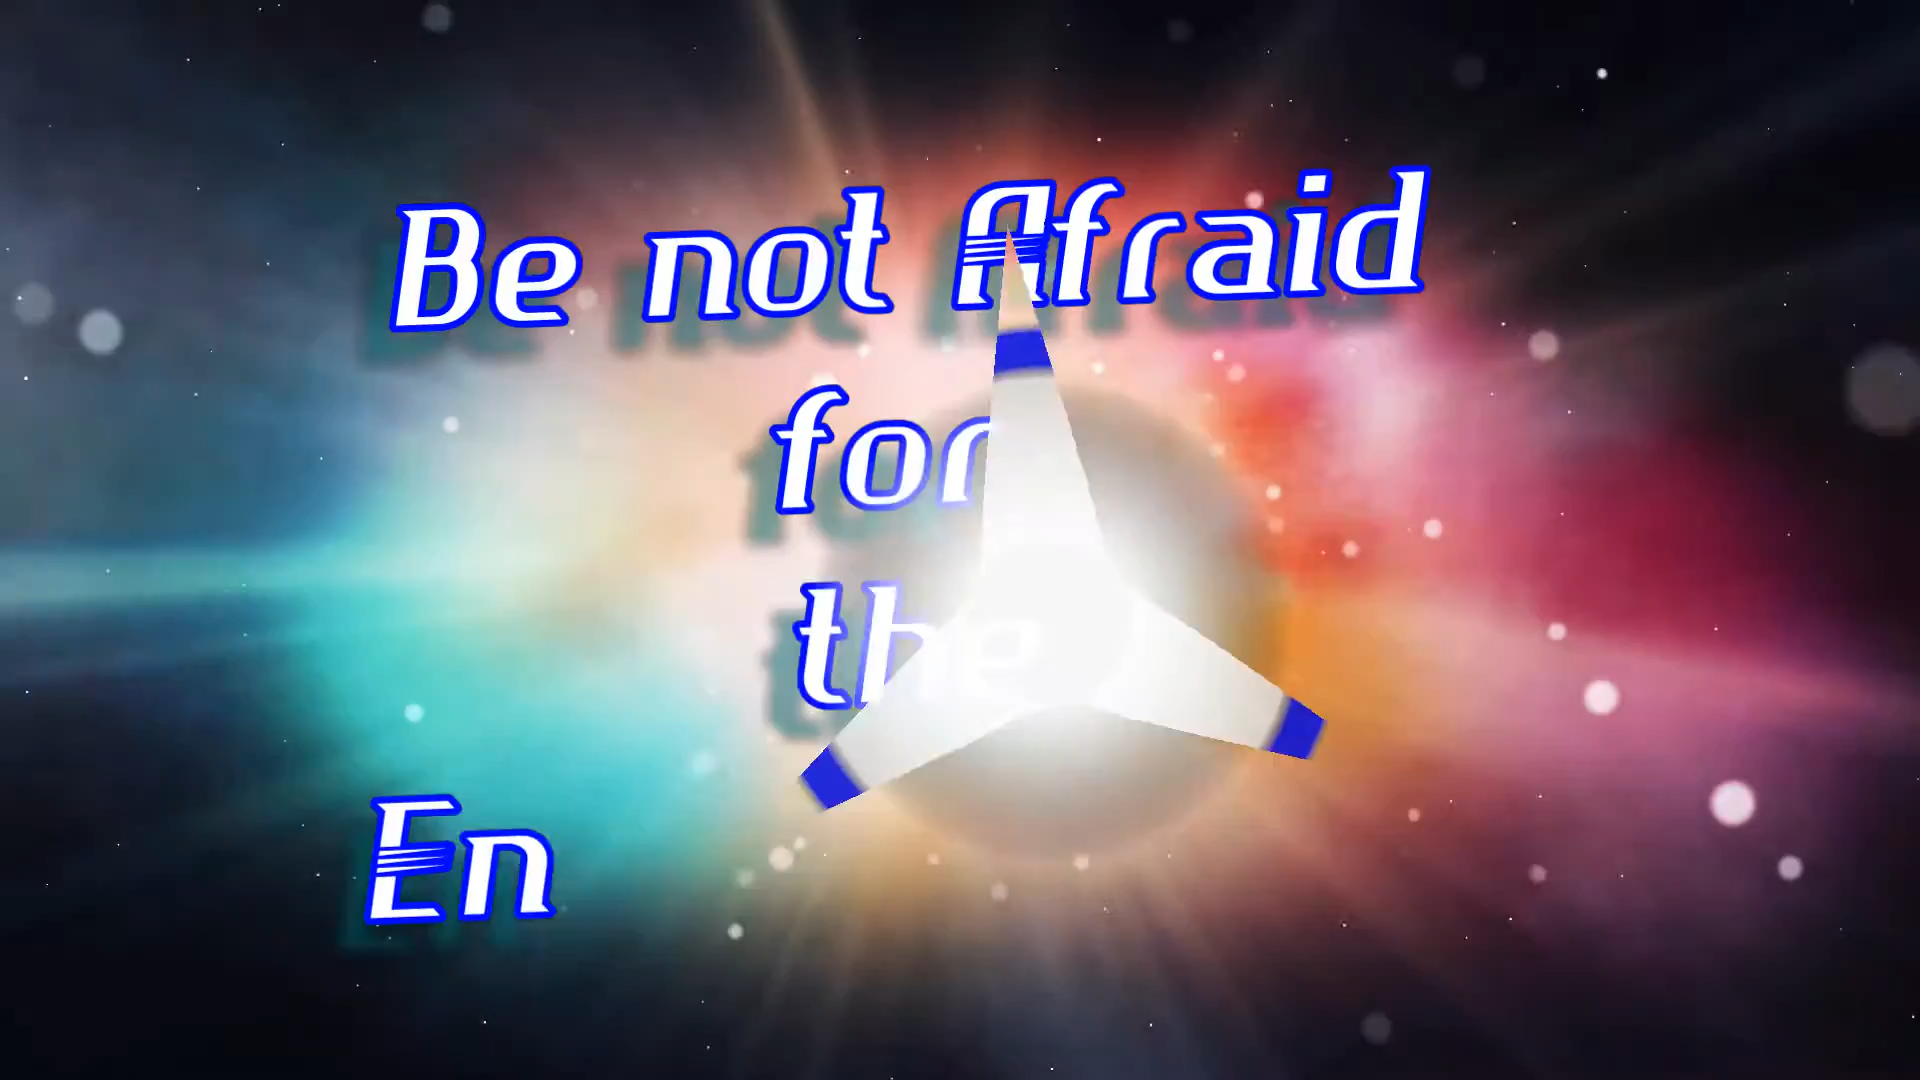 Be not Afraid
for
the
En